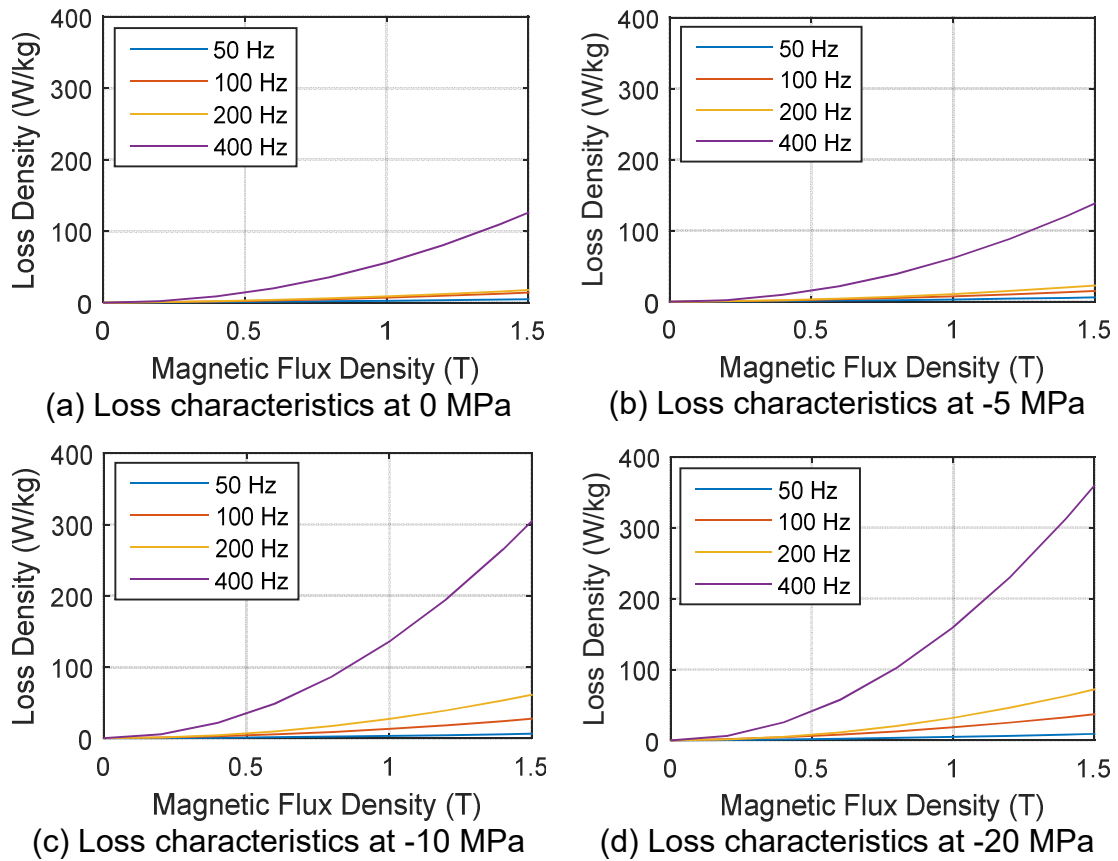 400
300
200
100
0
0
0.5
1
1.5
Loss Density (W/kg)
50 Hz
100 Hz
200 Hz
400 Hz
Magnetic Flux Density (T)
(a) Loss characteristics at 0 MPa
400
300
200
100
0
0
0.5
1
1.5
Loss Density (W/kg)
50 Hz
100 Hz
200 Hz
400 Hz
Magnetic Flux Density (T)
(b) Loss characteristics at -5 MPa
400
300
200
100
0
0
0.5
1
1.5
Loss Density (W/kg)
50 Hz
100 Hz
200 Hz
400 Hz
Magnetic Flux Density (T)
(c) Loss characteristics at -10 MPa
400
300
200
100
0
0
0.5
1
1.5
Loss Density (W/kg)
50 Hz
100 Hz
200 Hz
400 Hz
Magnetic Flux Density (T)
(d) Loss characteristics at -20 MPa